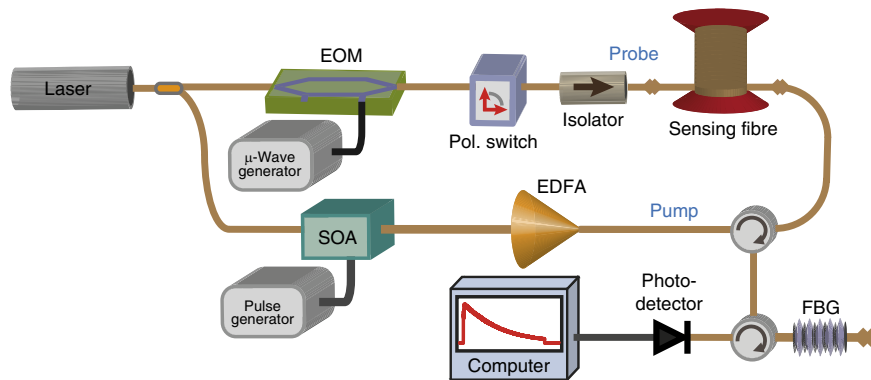 EOM
Laser
Probe
Isolator
Pol. switch
Sensing fibre
μ-Wave
generator
EDFA
Pump
SOA
Pulse
generator
Photo-
detector
FBG
Computer